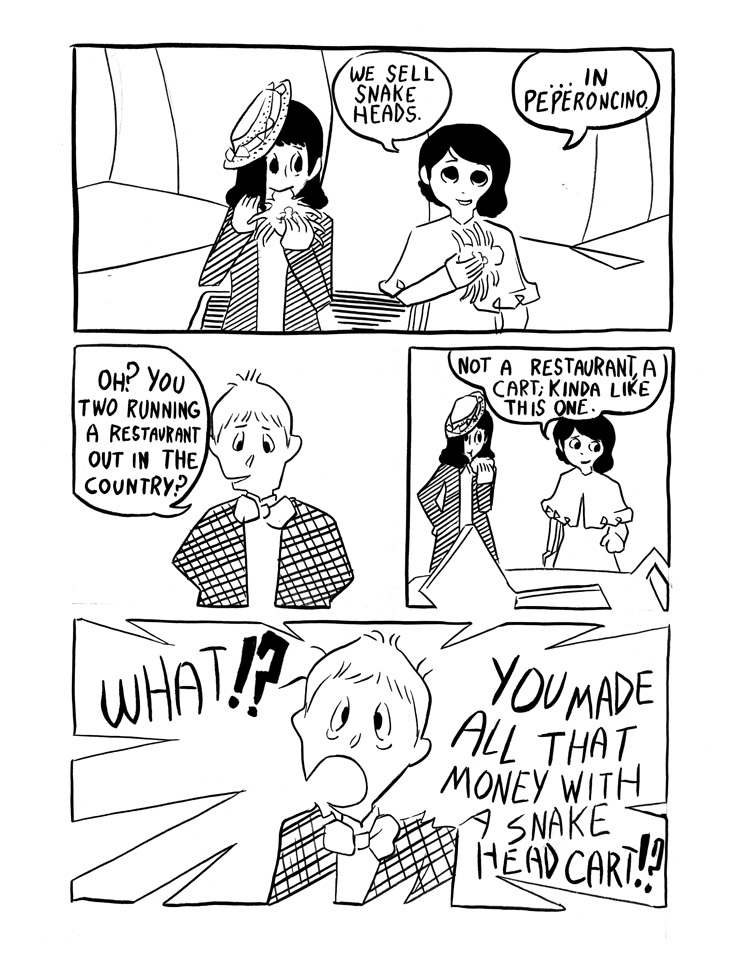 WE SELL
SNAKE
HEADS.
... IN
PEPERONCINO.
OH? YOU
TWO RUNNING
A RESTAURANT
OUT IN THE
COUNTRY?
NOT A RESTAURANT, A
CART; KINDA LIKE
THIS ONE.
WHAT!?
YOU MADE
ALL THAT
MONEY WITH
A SNAKE
HEAD CART!!?